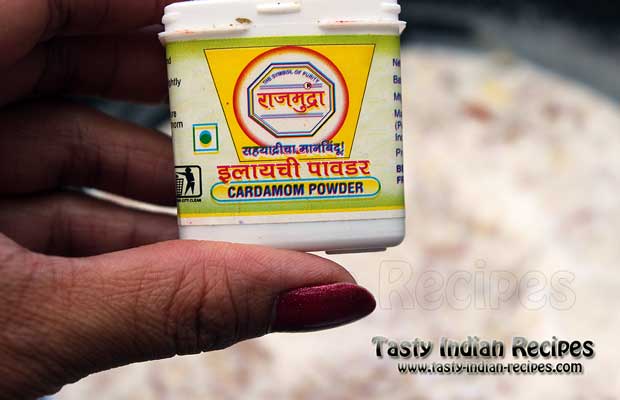 THE SYMBOL OF PURITY
राजमुद्रा
®
सहयाद्रीचा मानबिंदू!
इलायची पावडर
CARDAMOM POWDER
Recipes
Tasty Indian Recipes
www.tasty-indian-recipes.com